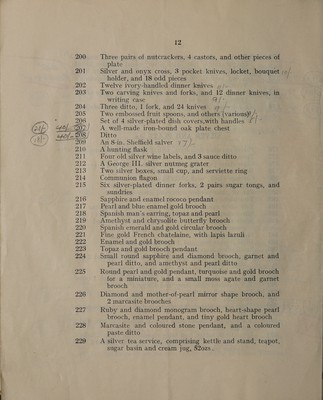 12
200 Three pairs of nutcrackers, 4 castors, and other pieces of
plate
201 Silver and onyx cross, 3 pocket knives, locket, bouquet
holder, and 18 odd pieces
202 Twelve ivory-handled dinner knives
203 Two carving knives and forks, and 12 dinner knives, in
writing case
204 Three ditto, 1 fork, and 24 knives
205 Two embossed fruit spoons, and others (various)
206 Set of 4 silver-plated dish covers, with handles
207 A well-made iron-bound oak plate chest
208 Ditto
209 An 8-in. Sheffield salver
210 A hunting flask
211 Four old silver wine labels, and 3 sauce ditto
212 A George III. silver nutmeg grater
213 Two silver boxes, small cup, and serviette ring
214 Communion flagon
215 Six silver-plated dinner forks, 2 pairs sugar tongs, and
sundries
216 Sapphire and enamel rococo pendant
217 Pearl and blue enamel gold brooch
218 Spanish man's earring, topaz and pearl
219 Amethyst and chrysolite butterfly brooch
220 Spanish emerald and gold circular brooch
221 Fine gold French chatelaine, with lapis laruli
222 Enamel and gold brooch
223 Topaz and gold brooch pendant
224 Small round sapphire and diamond brooch, garnet and
pearl ditto, and amethyst and pearl ditto
225 Round pearl and gold pendant, turquoise and gold brooch
for a miniature, and a small moss agate and garnet
brooch
226 Diamond and mother-of-pearl mirror shape brooch, and
2 marcasite brooches
227 Ruby and diamond monogram brooch, heart-shape pearl
brooch, enamel pendant, and tiny gold heart brooch
228 Marcasite and coloured stone pendant, and a coloured
paste ditto
229 A silver tea service, comprising kettle and stand, teapot,
sugar basin and cream jug, 52ozs.